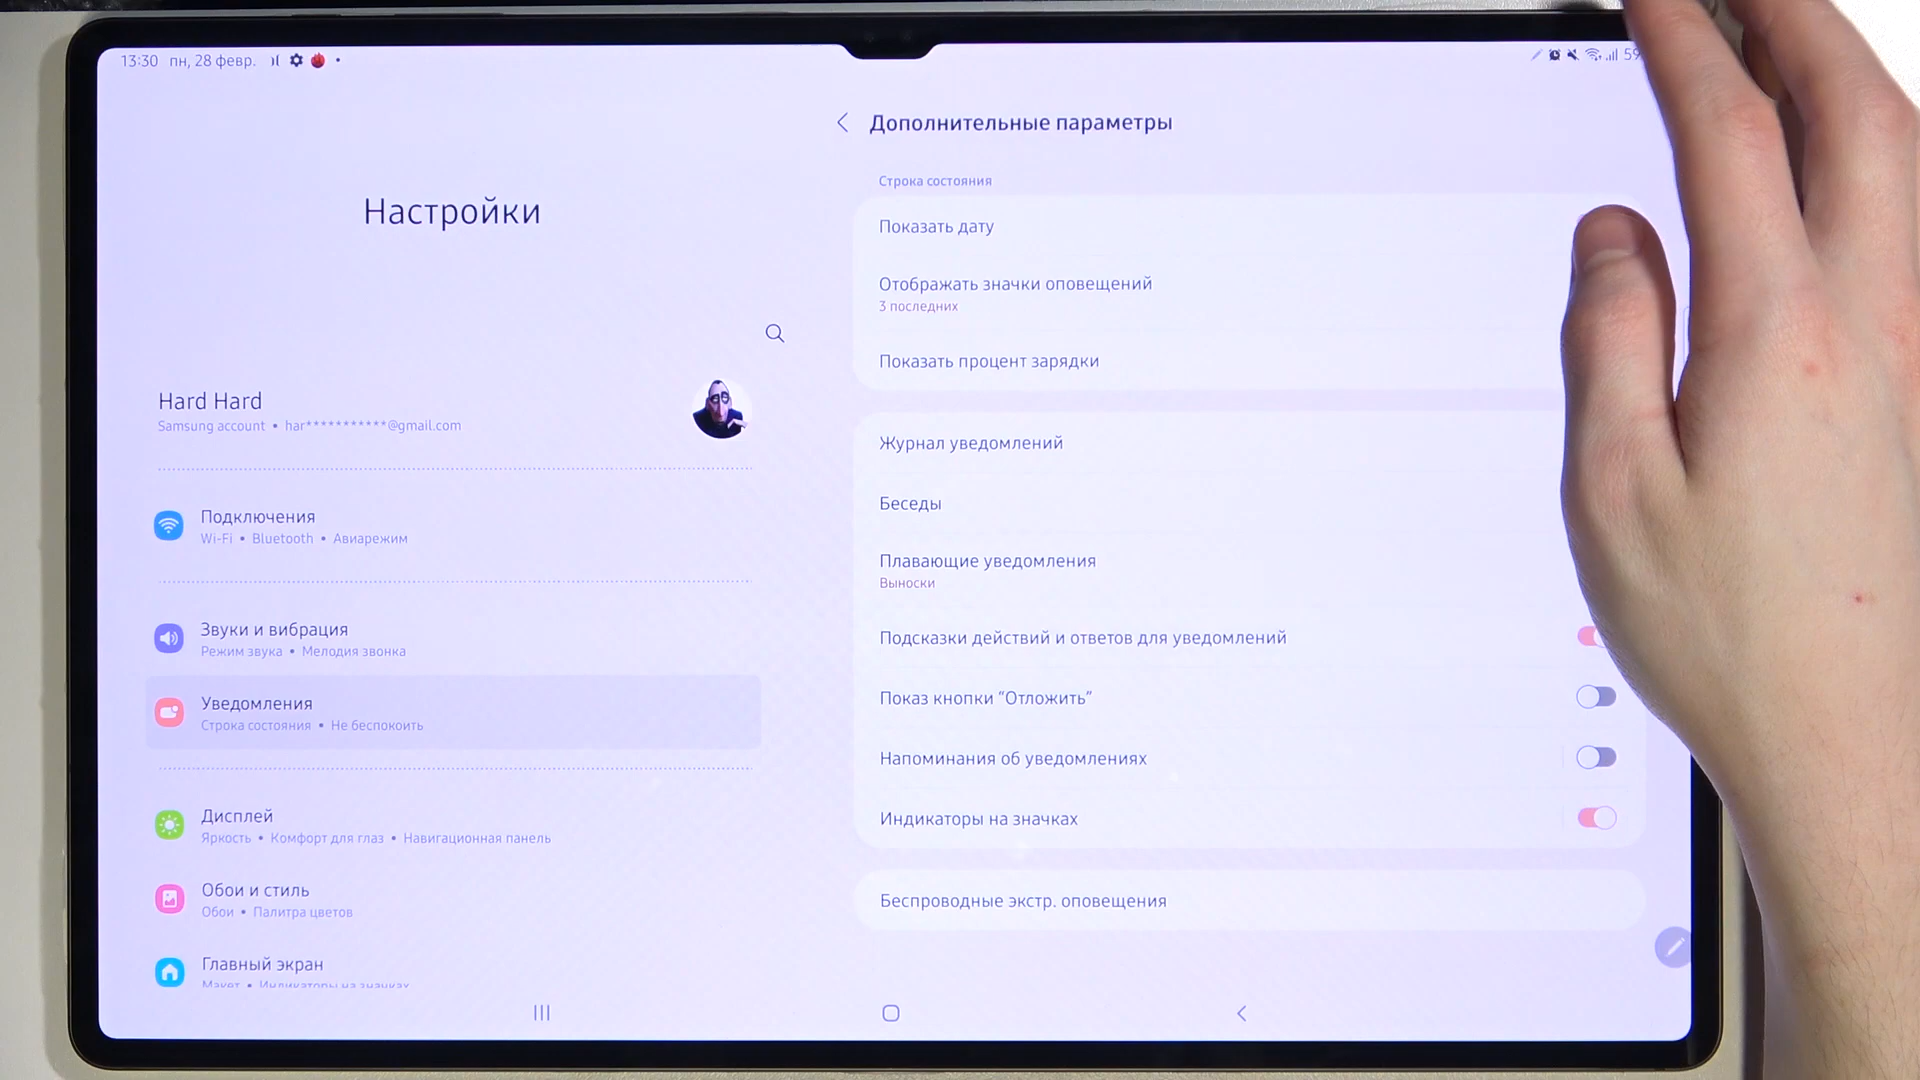 13:30 пн, 28 февр.
Дополнительные параметры
Строка состояния
Настройки
Показать дату
Отображать значки оповещений
3 последних
Показать процент зарядки
Hard Hard
Samsung account • har***********@gmail.com
Журнал уведомлений
Беседы
Подключения
Wi-Fi • Bluetooth • Авиарежим
Плавающие уведомления
Выноски
Звуки и вибрация
Режим звука • Мелодия звонка
Подсказки действий и ответов для уведомлений
Уведомления
Строка состояния • Не беспокоить
Показ кнопки “Отложить”
Напоминания об уведомлениях
Дисплей
Яркость • Комфорт для глаз • Навигационная панель
Индикаторы на значках
Обои и стиль
Обои • Палитра цветов
Беспроводные экстр. оповещения
Главный экран
Макет • Индикаторы на значках